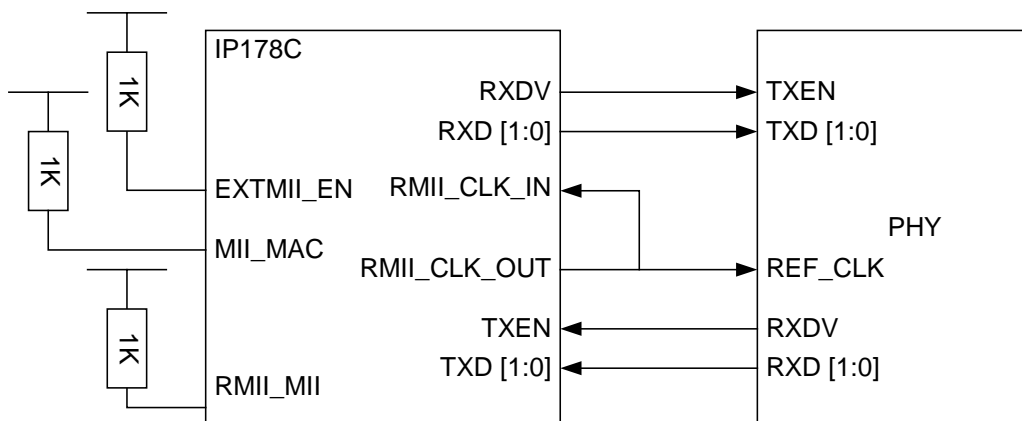 IP178C
1K
RXDV
TXEN
1K
RXD [1:0]
TXD [1:0]
EXTMII_EN
RMII_CLK_IN
PHY
MII_MAC
RMII_CLK_OUT
REF_CLK
1K
TXEN
RXDV
TXD [1:0]
RXD [1:0]
RMII_MII